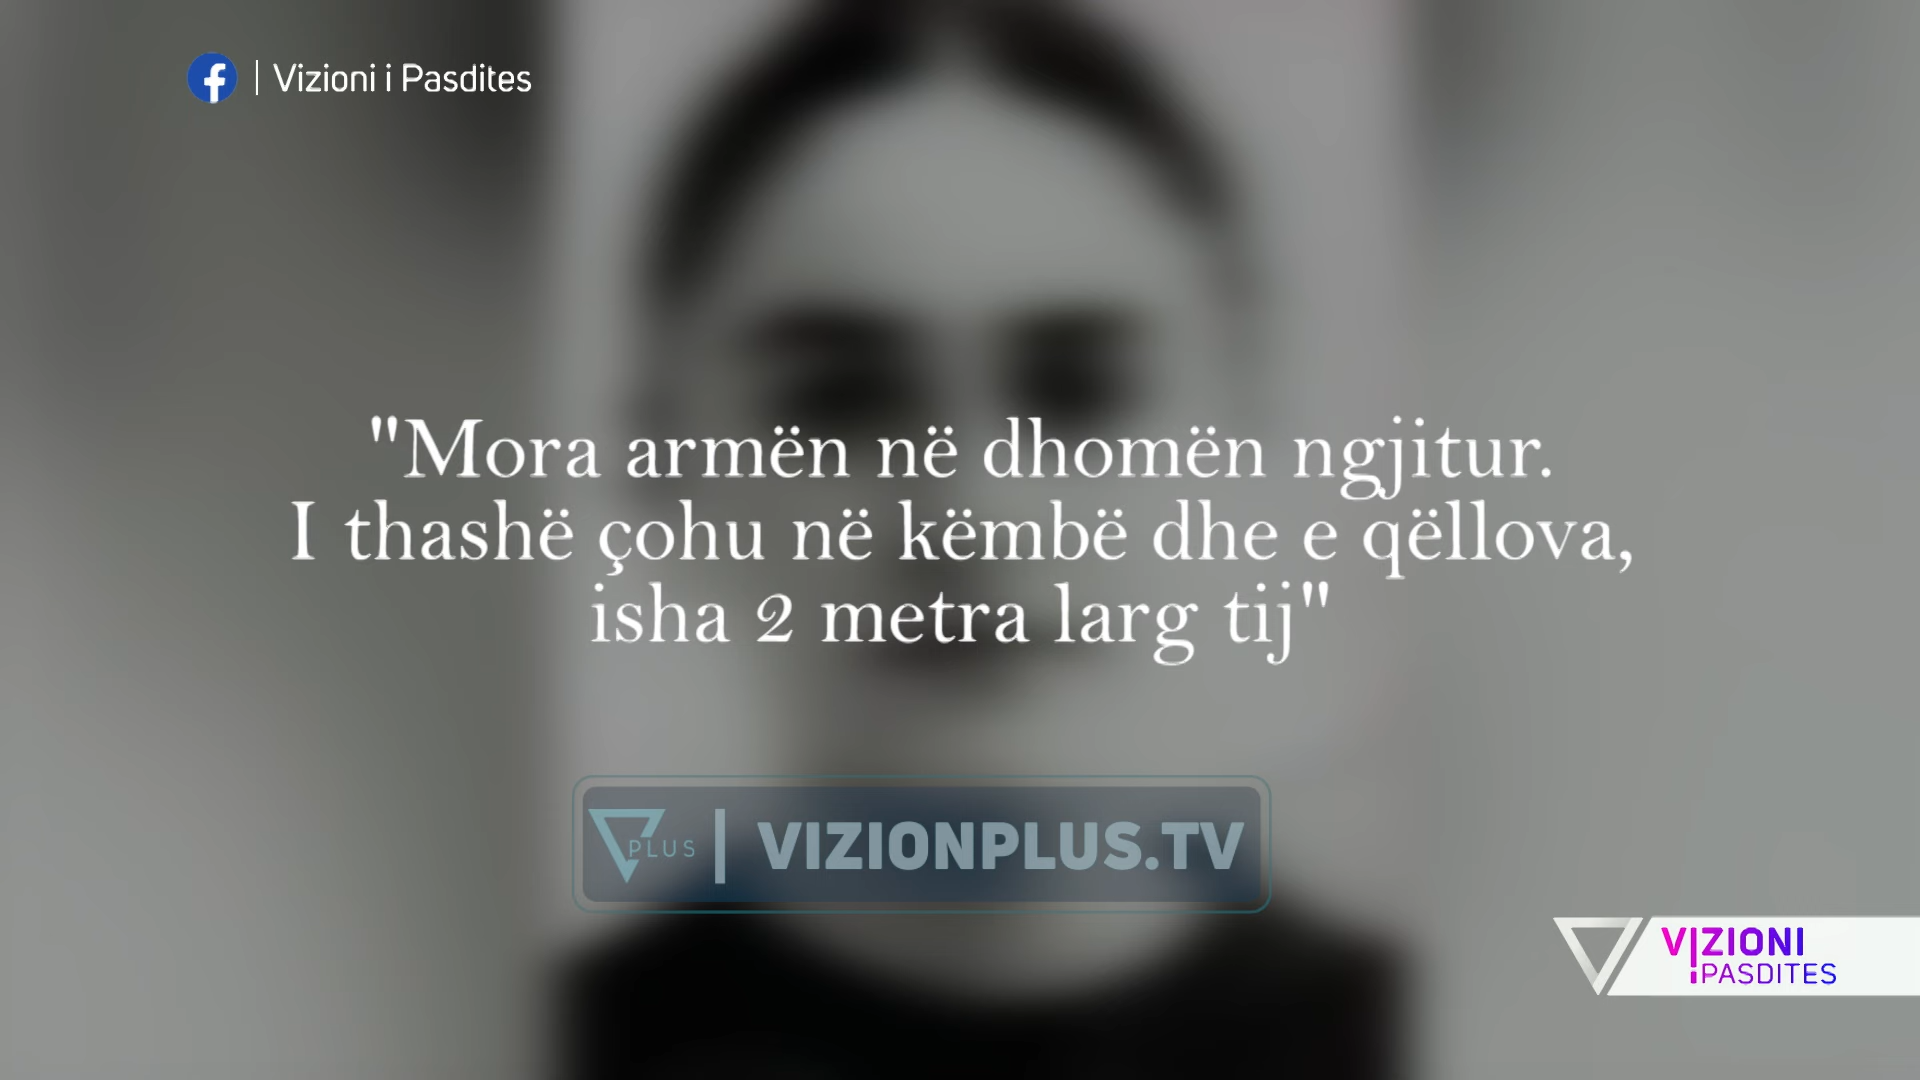 Vizioni i Pasdites
"Mora armën në dhomën ngjitur.
I thashë çohu në këmbë dhe e qëllova,
isha 2 metra larg tij"
PLUS | VIZIONPLUS.TV
VIZIONI
PASDITES